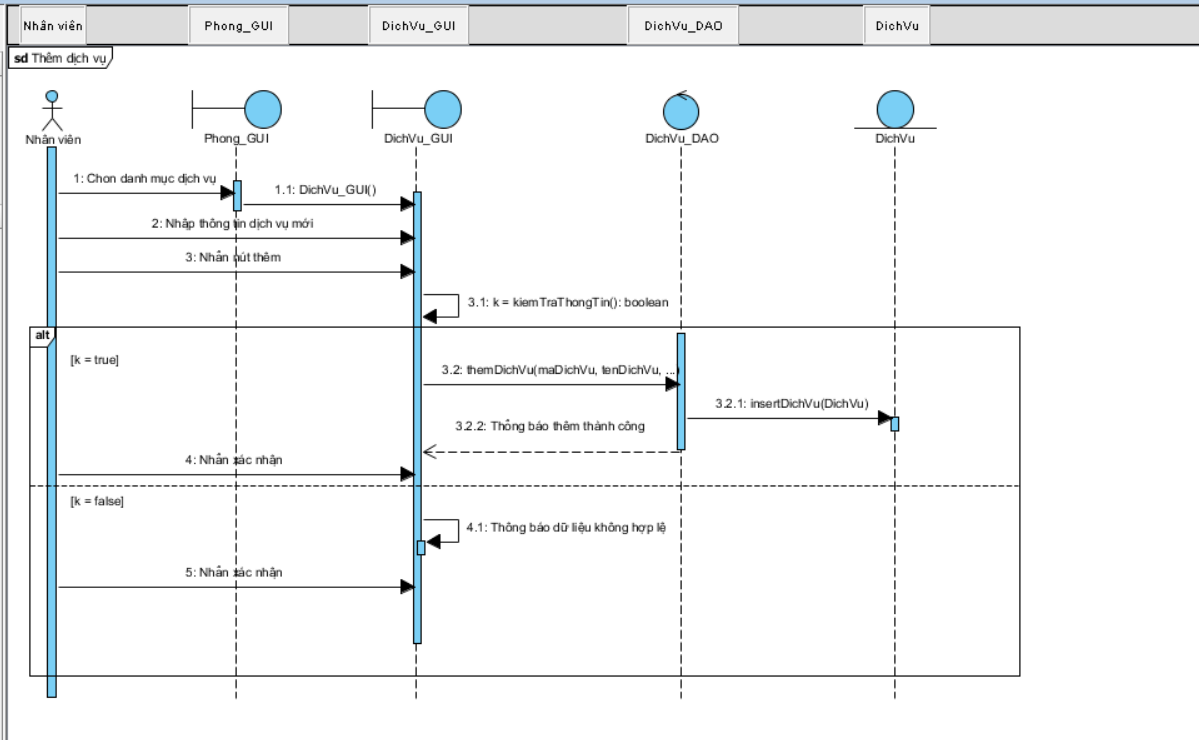 Nhân viên
Phong_GUI
DichVu_GUI
DichVu_DAO
DichVu
sd Thêm dịch vụ
Nhân viên
Phong_GUI
DichVu_GUI
DichVu_DAO
DichVu
1: Chon danh mục dịch vụ
1.1: DichVu_GUI()
2: Nhập thông tin dịch vụ mới
3: Nhấn nút thêm
3.1: k = kiemTraThongTin(): boolean
alt
[k = true]
3.2: themDichVu(maDichVu, tenDichVu, ...)
3.2.1: insertDichVu(DichVu)
3.2.2: Thông báo thêm thành công
4: Nhấn xác nhận
[k = false]
4.1: Thông báo dữ liệu không hợp lệ
5: Nhấn xác nhận